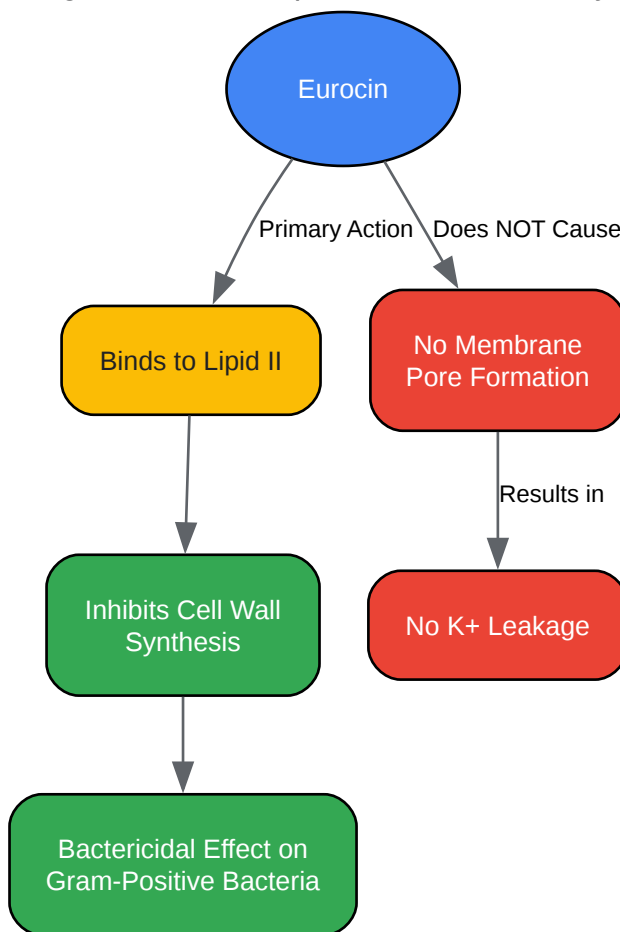 Eurocin
Primary Action
Does NOT Cause
Binds to Lipid II
No Membrane
Pore Formation
Results in
Inhibits Cell Wall
Synthesis
No K+ Leakage
Bactericidal Effect on
Gram-Positive Bacteria